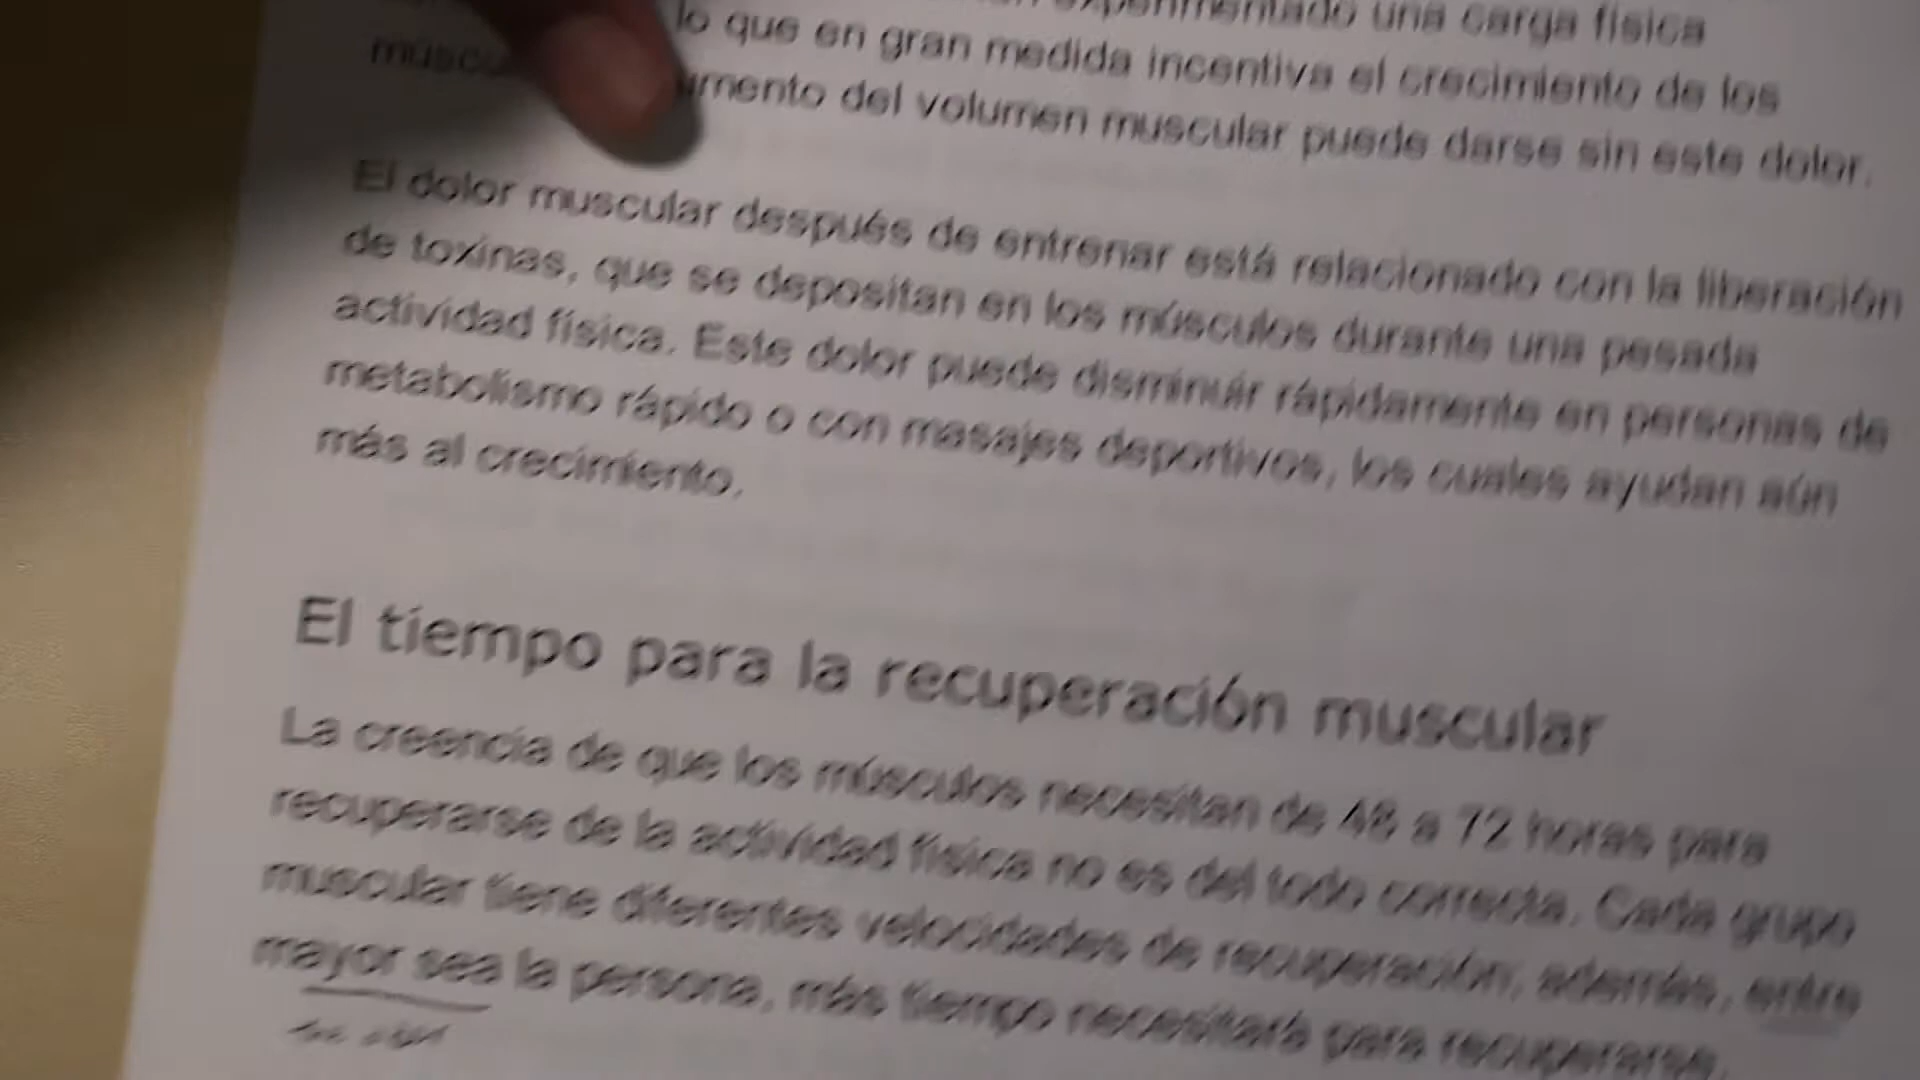 experimentado una carga física
lo que en gran medida incentiva el crecimiento de los
umento del volumen muscular puede darse sin este dolor.
El dolor muscular después de entrenar está relacionado con la liberación
de toxinas, que se depositan en los músculos durante una pesada
actividad física. Este dolor puede disminuir rápidamente en personas de
metabolismo rápido o con masajes deportivos, los cuales ayudan aún
más al crecimiento.
El tiempo para la recuperación muscular
La creencia de que los músculos necesitan de 48 a 72 horas para
recuperarse de la actividad física no es del todo correcta. Cada grupo
muscular tiene diferentes velocidades de recuperación, además, entre
mayor sea la persona, más tiempo necesitará para recuperarse.